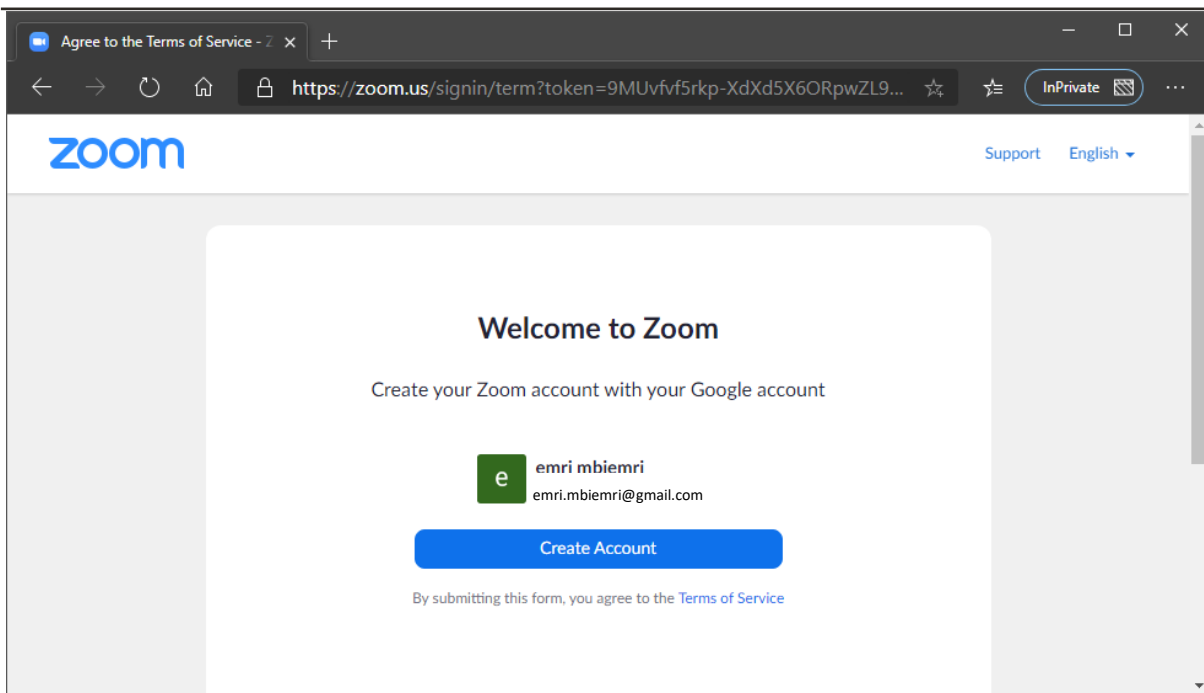 Agree to the Terms of Service - Z
https://zoom.us/signin/term?token=9MUvfvf5rkp-XdXd5X6ORpwZL9...
InPrivate
zoom
Support English
Welcome to Zoom
Create your Zoom account with your Google account
e
emri mbiemri
emri.mbiemri@gmail.com
Create Account
By submitting this form, you agree to the Terms of Service